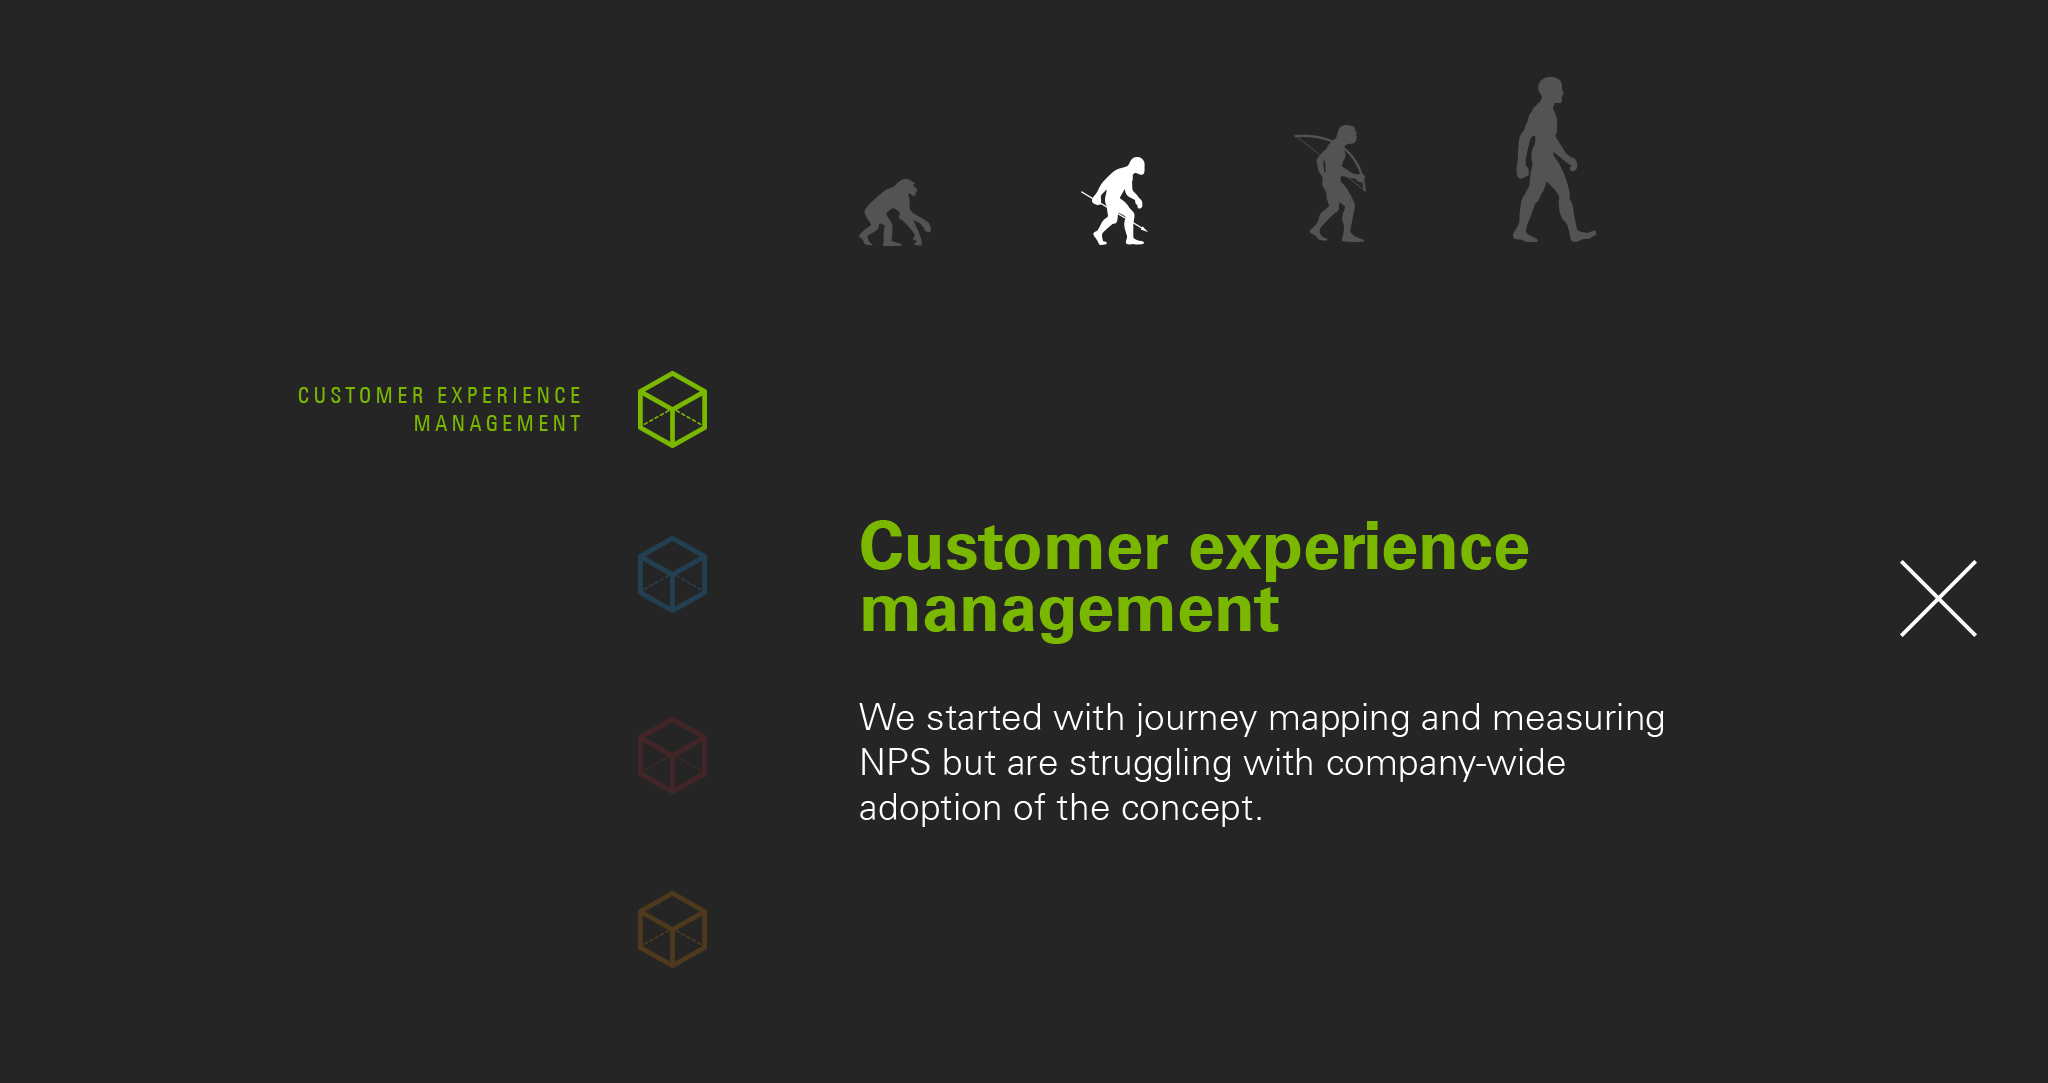 CUSTOMER EXPERIENCE
MANAGEMENT
Customer experience
management
We started with journey mapping and measuring
NPS but are struggling with company-wide
adoption of the concept.